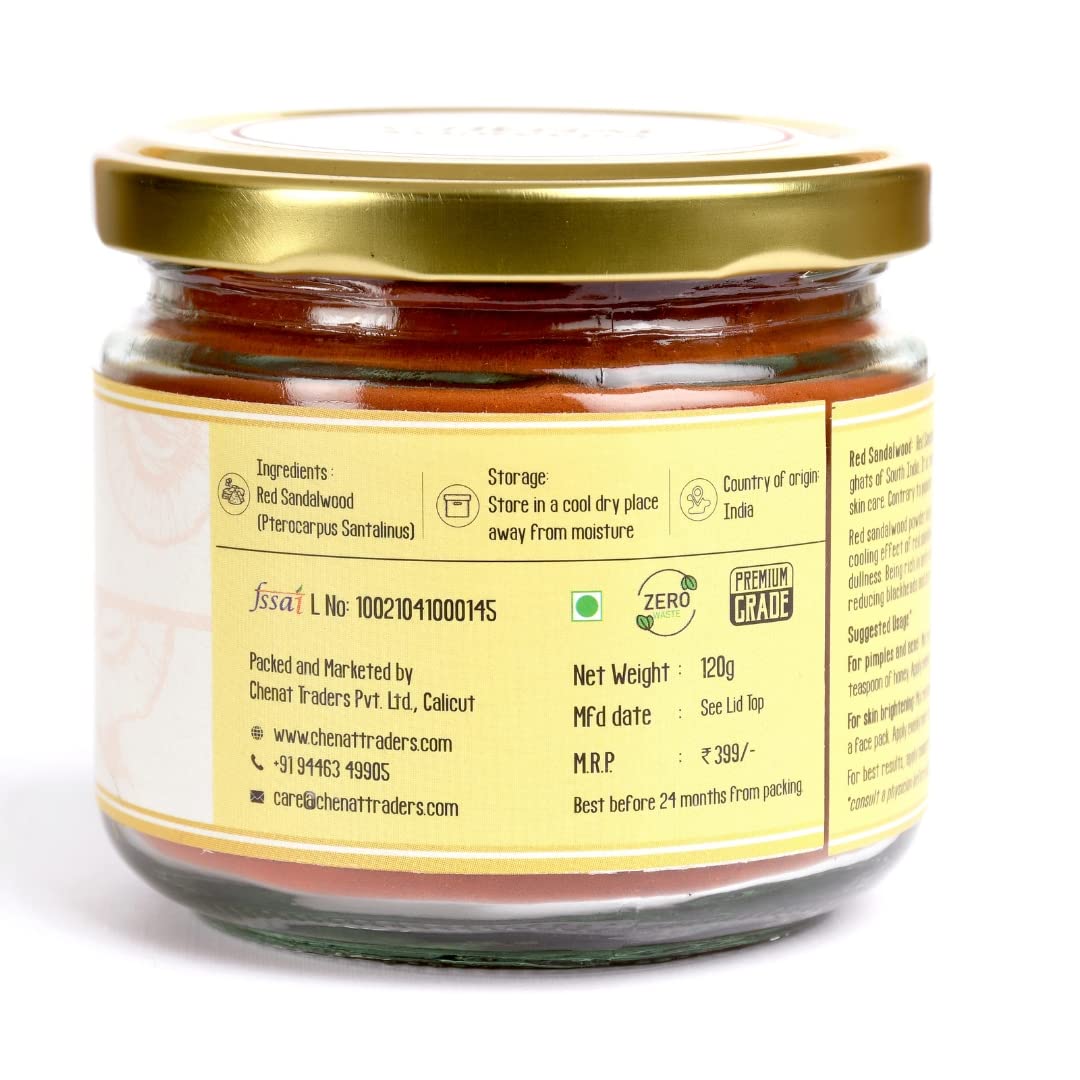 Ingredients :
Red Sandalwood
(Pterocarpus Santalinus)
Storage:
Store in a cool dry place
away from moisture
Country of origin:
India
fssai L No: 10021041000145
ZERO
WASTE
PREMIUM
GRADE
Packed and Marketed by
Chenat Traders Pvt. Ltd., Calicut
www.chenattraders.com
+91 94463 49905
care@chenattraders.com
Net Weight : 120g
Mfd date : See Lid Top
M.R.P. : ₹ 399/-
Best before 24 months from packing
Red Sandalwood:
ghats of South India.
skin care. Contrary to
Red sandalwood powder
cooling effect of red
dullness. Being rich
reducing blackheads
Suggested Usage*
For pimples and acne:
teaspoon of honey. Apply
For skin brightening:
a face pack. Apply
For best results, apply
*consult a physician